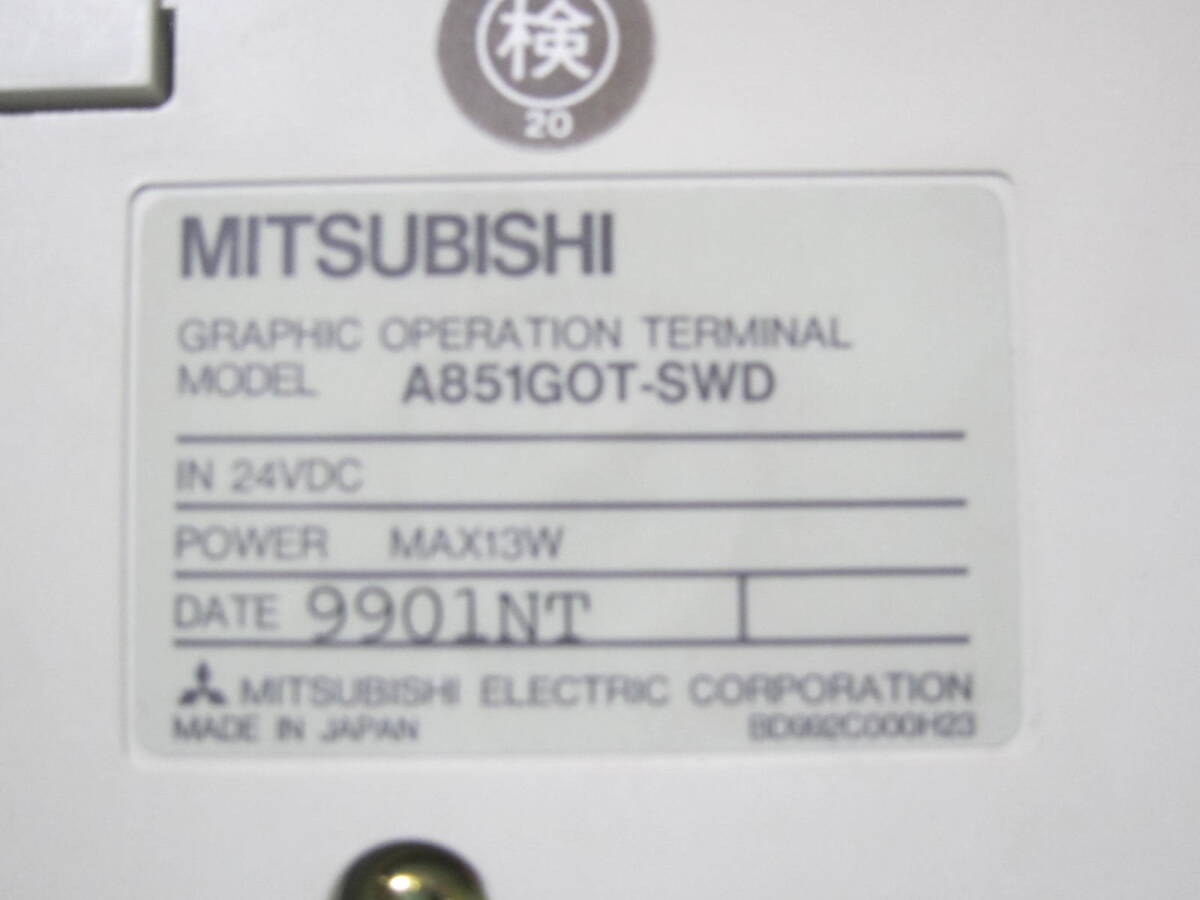 検
20
MITSUBISHI
GRAPHIC OPERATION TERMINAL
MODEL A851GOT-SWD
IN 24VDC
POWER MAX13W
DATE 9901NT
MITSUBISHI ELECTRIC CORPORATION
MADE IN JAPAN BD992C000H23